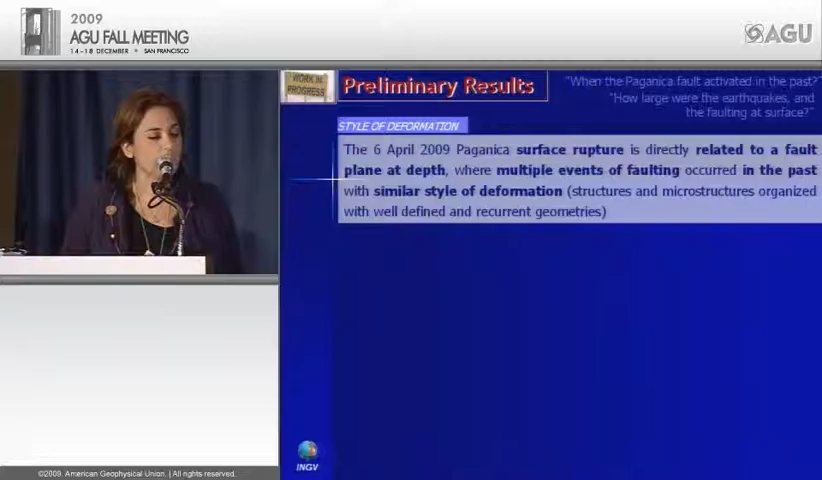 2009
AGU FALL MEETING
14 - 18 DECEMBER • SAN FRANCISCO
AGU
WORK IN
PROGRESS
Preliminary Results
"When the Paganica fault activated in the past?"
"How large were the earthquakes, and
the faulting at surface?"
STYLE OF DEFORMATION
The 6 April 2009 Paganica surface rupture is directly related to a fault
plane at depth, where multiple events of faulting occurred in the past
with similar style of deformation (structures and microstructures organized
with well defined and recurrent geometries)
INGV
©2009. American Geophysical Union. | All rights reserved.